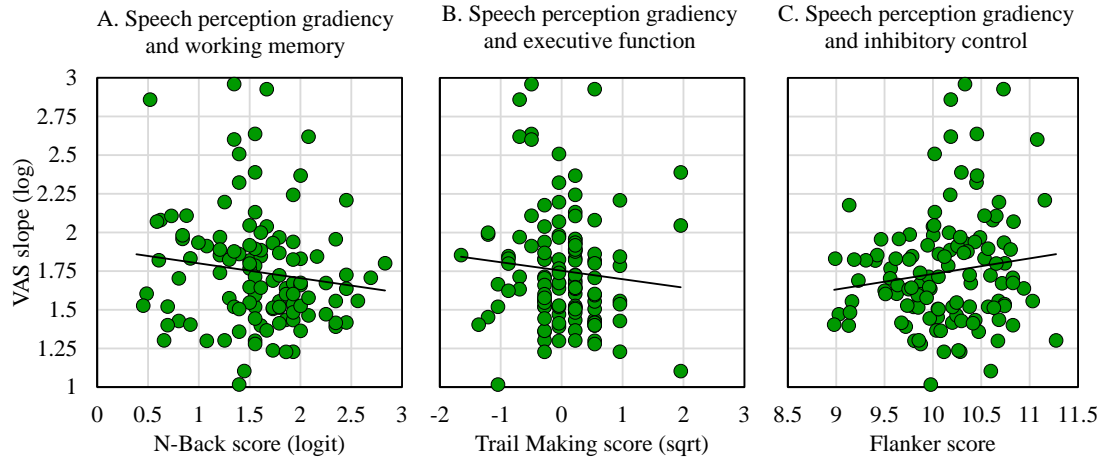 A. Speech perception gradiency
and working memory
B. Speech perception gradiency
and executive function
C. Speech perception gradiency
and inhibitory control
VAS slope (log)
3
2.75
2.5
2.25
2
1.75
1.5
1.25
1
0 0.5 1 1.5 2 2.5 3
N-Back score (logit)
-2 -1 0 1 2 3
Trail Making score (sqrt)
8.5 9 9.5 10 10.5 11 11.5
Flanker score